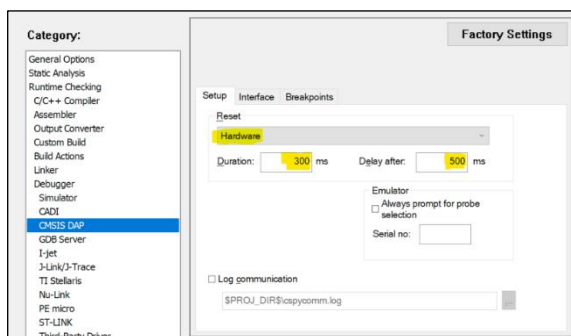 Category:
Factory Settings
General Options
Static Analysis
Runtime Checking
C/C++ Compiler
Assembler
Output Converter
Custom Build
Build Actions
Linker
Debugger
Simulator
CADI
CMSIS DAP
GDB Server
I-jet
J-Link/J-Trace
TI Stellaris
Nu-Link
PE micro
ST-LINK
Third-Party Driver
Setup Interface Breakpoints
Reset
Hardware
Duration: 300 ms Delay after: 500 ms
Emulator
Always prompt for probe
selection
Serial no:
Log communication
$PROJ_DIR$\cspycomm.log
...